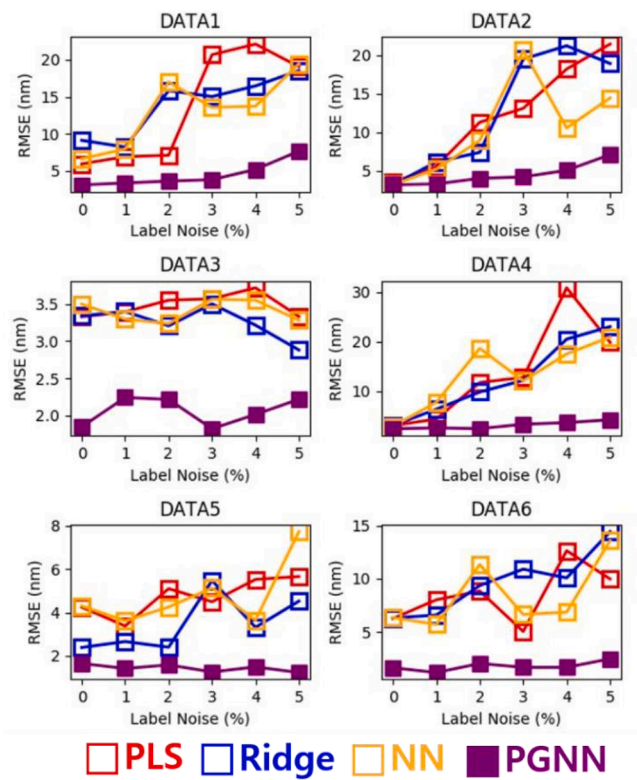 DATA1
RMSE (nm)
20
15
10
5
0 1 2 3 4 5
Label Noise (%)
DATA2
RMSE (nm)
20
15
10
5
0 1 2 3 4 5
Label Noise (%)
DATA3
RMSE (nm)
3.5
3.0
2.5
2.0
0 1 2 3 4 5
Label Noise (%)
DATA4
RMSE (nm)
30
20
10
0 1 2 3 4 5
Label Noise (%)
DATA5
RMSE (nm)
8
6
4
2
0 1 2 3 4 5
Label Noise (%)
DATA6
RMSE (nm)
15
10
5
0 1 2 3 4 5
Label Noise (%)
PLS Ridge NN PGNN